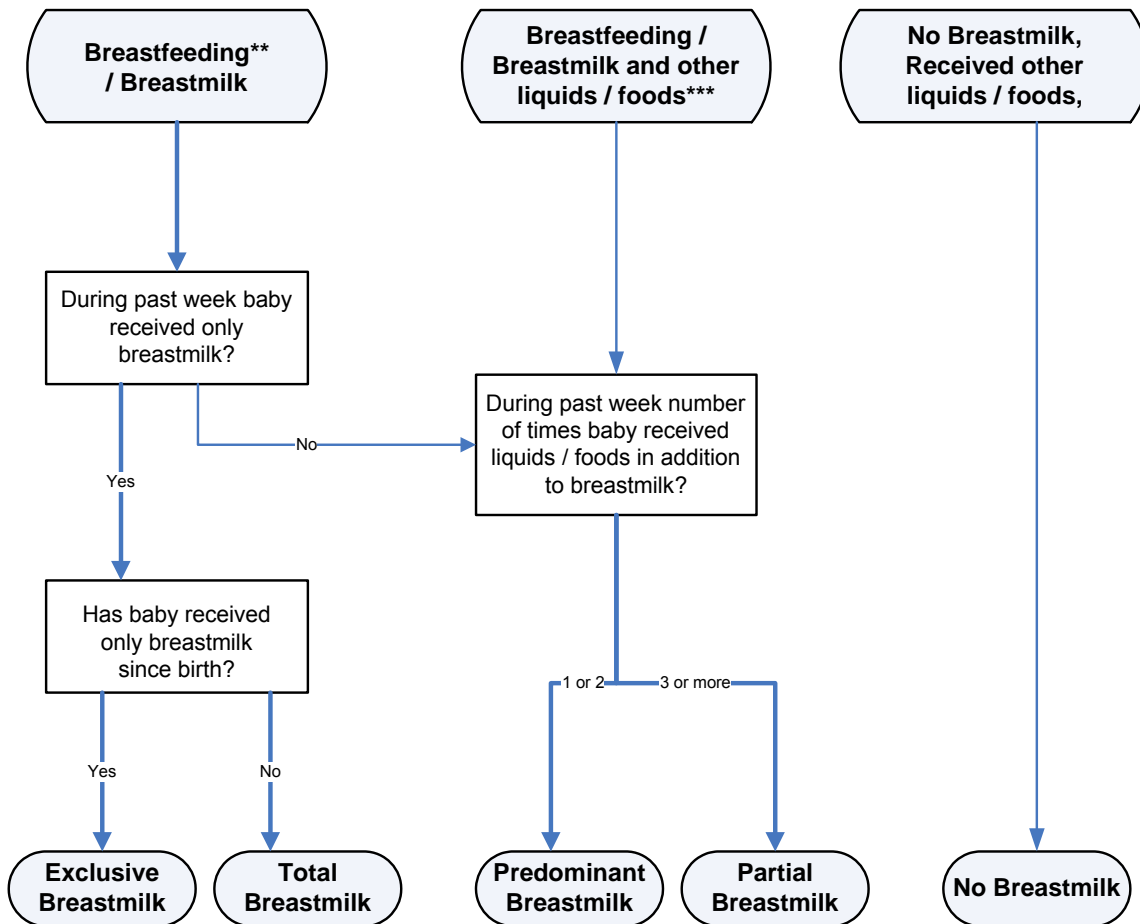 Breastfeeding**
/ Breastmilk
Breastfeeding /
Breastmilk and other
liquids / foods***
No Breastmilk,
Received other
liquids / foods,
During past week baby
received only
breastmilk?
During past week number
of times baby received
liquids / foods in addition
to breastmilk?
No
Yes
Has baby received
only breastmilk
since birth?
1 or 2
3 or more
Yes
No
Exclusive
Breastmilk
Total
Breastmilk
Predominant
Breastmilk
Partial
Breastmilk
No Breastmilk